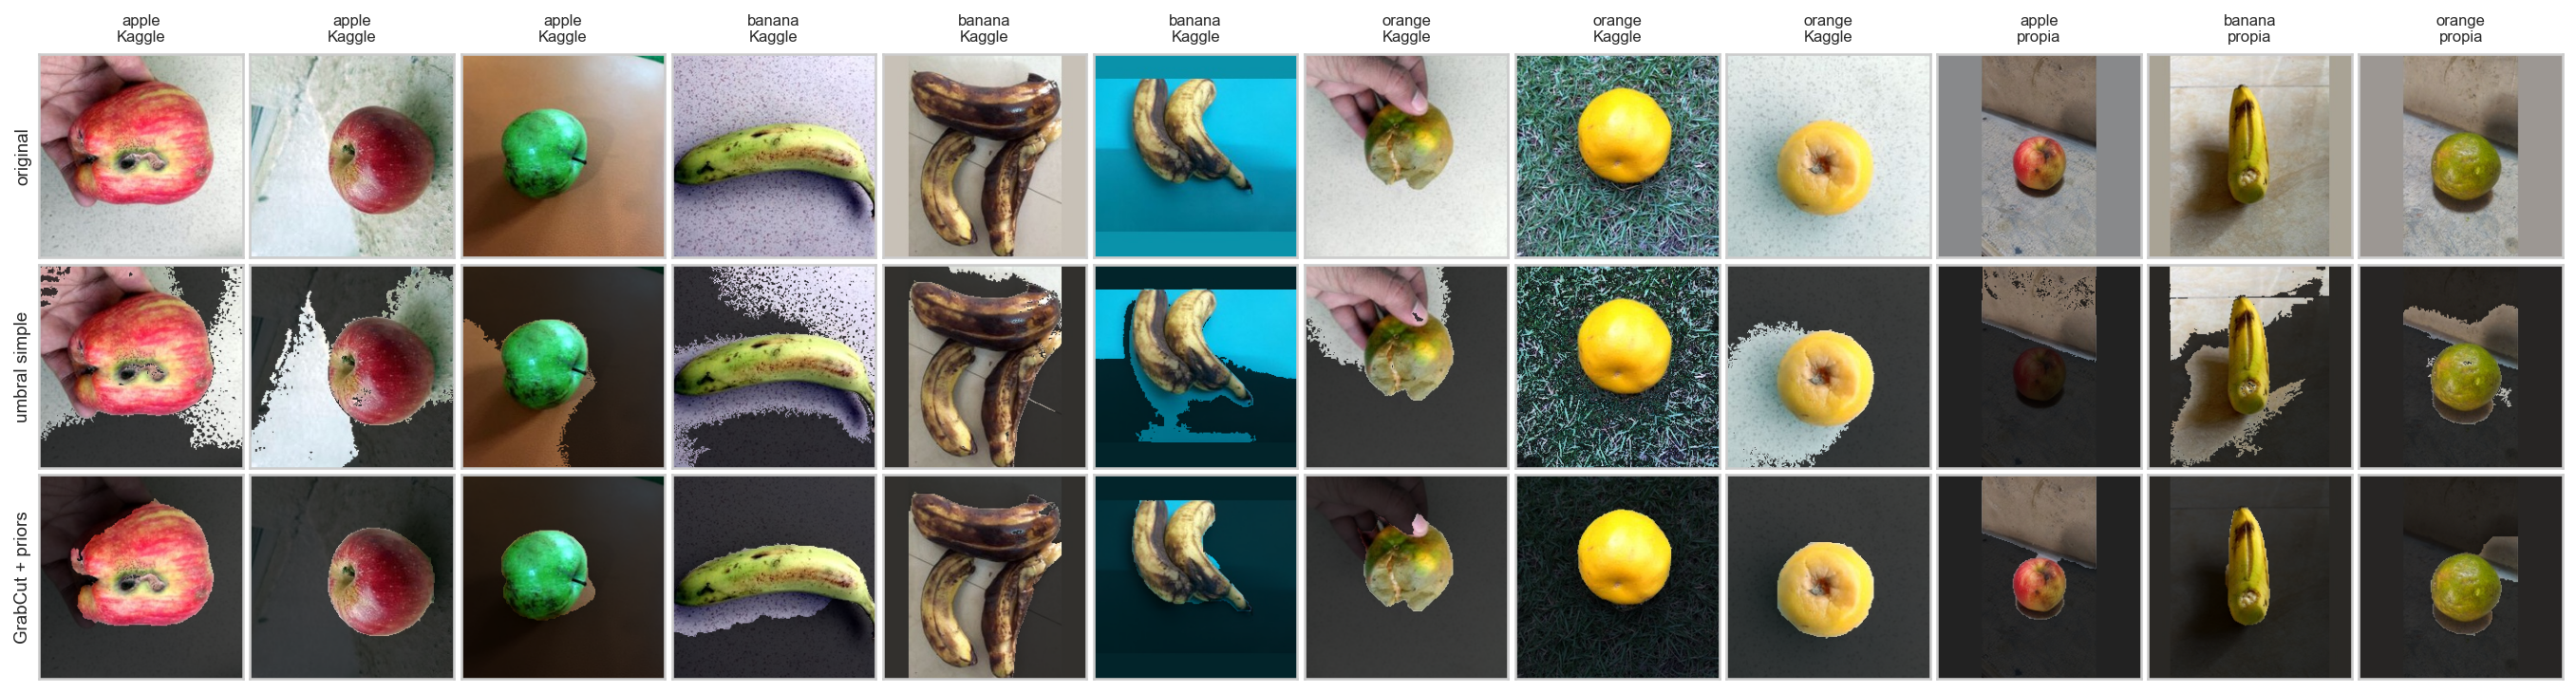 apple
Kaggle
apple
Kaggle
apple
Kaggle
banana
Kaggle
banana
Kaggle
banana
Kaggle
orange
Kaggle
orange
Kaggle
orange
Kaggle
apple
propia
banana
propia
orange
propia
original
umbral simple
GrabCut + priors